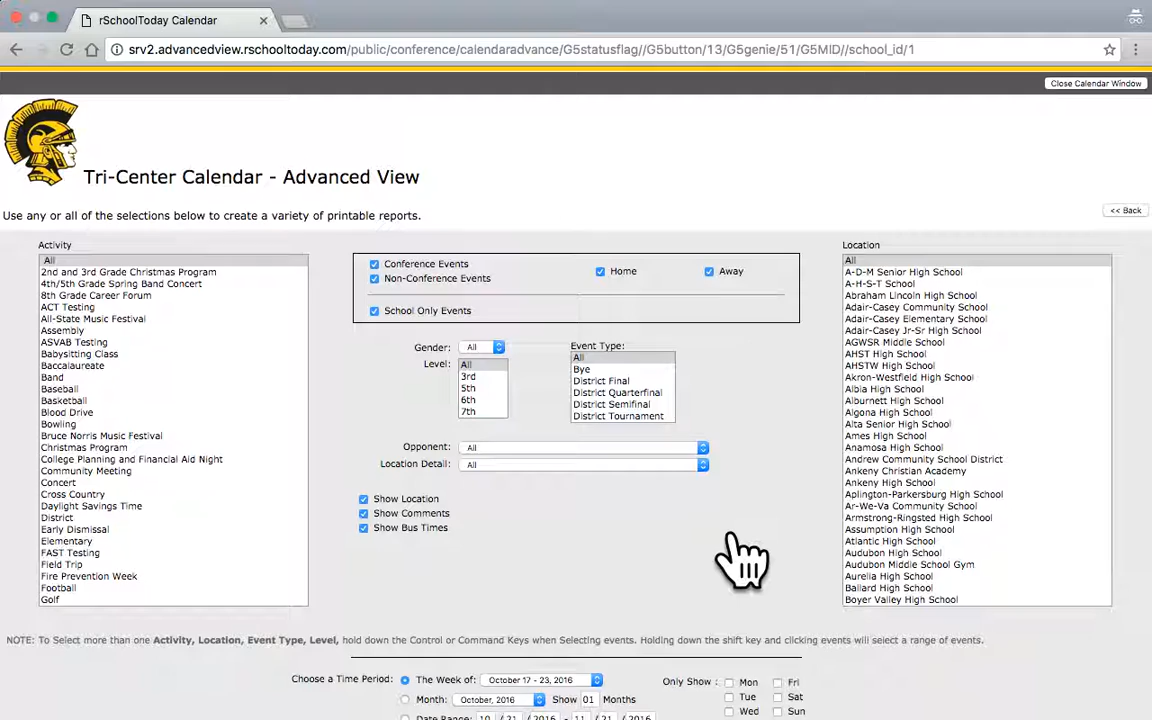 rSchoolToday Calendar
srv2.advancedview.rschooltoday.com/public/conference/calendaradvance/G5statusflag//G5button/13/G5genie/51/G5MID//school_id/1
Close Calendar Window
Tri-Center Calendar - Advanced View
Use any or all of the selections below to create a variety of printable reports.
<< Back
Activity
All
2nd and 3rd Grade Christmas Program
4th/5th Grade Spring Band Concert
8th Grade Career Forum
ACT Testing
All-State Music Festival
Assembly
ASVAB Testing
Babysitting Class
Baccalaureate
Band
Baseball
Basketball
Blood Drive
Bowling
Bruce Norris Music Festival
Christmas Program
College Planning and Financial Aid Night
Community Meeting
Concert
Cross Country
Daylight Savings Time
District
Early Dismissal
Elementary
FAST Testing
Field Trip
Fire Prevention Week
Football
Golf
Conference Events
Non-Conference Events
Home
Away
School Only Events
Gender: All
Level:
All
3rd
5th
6th
7th
Event Type:
All
Bye
District Final
District Quarterfinal
District Semifinal
District Tournament
Opponent: All
Location Detail: All
Show Location
Show Comments
Show Bus Times
Location
All
A-D-M Senior High School
A-H-S-T School
Abraham Lincoln High School
Adair-Casey Community School
Adair-Casey Elementary School
Adair-Casey Jr-Sr High School
AGWSR Middle School
AHST High School
AHSTW High School
Akron-Westfield High School
Albia High School
Alburnett High School
Algona High School
Alta Senior High School
Ames High School
Anamosa High School
Andrew Community School District
Ankeny Christian Academy
Ankeny High School
Aplington-Parkersburg High School
Ar-We-Va Community School
Armstrong-Ringsted High School
Assumption High School
Atlantic High School
Audubon High School
Audubon Middle School Gym
Aurelia High School
Ballard High School
Boyer Valley High School
NOTE: To Select more than one Activity, Location, Event Type, Level, hold down the Control or Command Keys when Selecting events. Holding down the shift key and clicking events will select a range of events.
Choose a Time Period: The Week of: October 17 - 23, 2016
Month: October, 2016 Show 01 Months
Date Range: 10 / 21 / 2016 - 11 / 21 / 2016
Only Show : Mon Fri
Tue Sat
Wed Sun